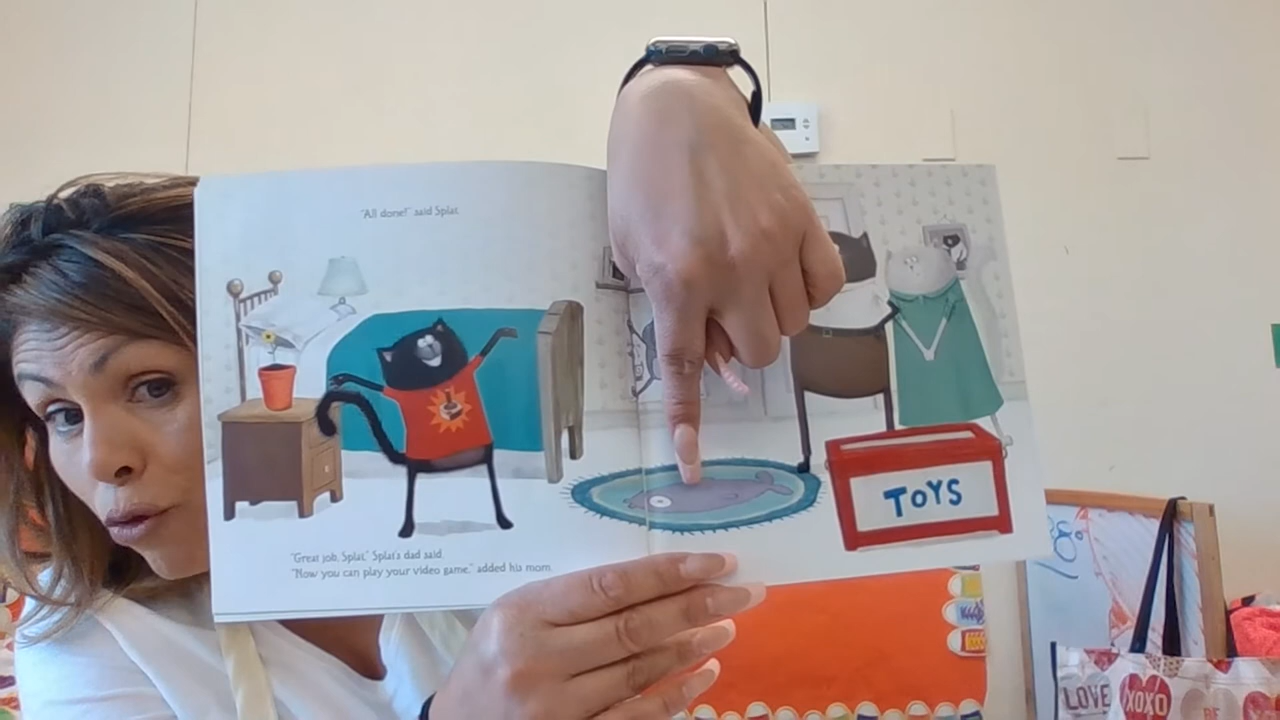 "All done!" said Splat.
"Great job, Splat," Splat's dad said.
"Now you can play your video game," added his mom.
TOYS
LOVE
XOXO
BE